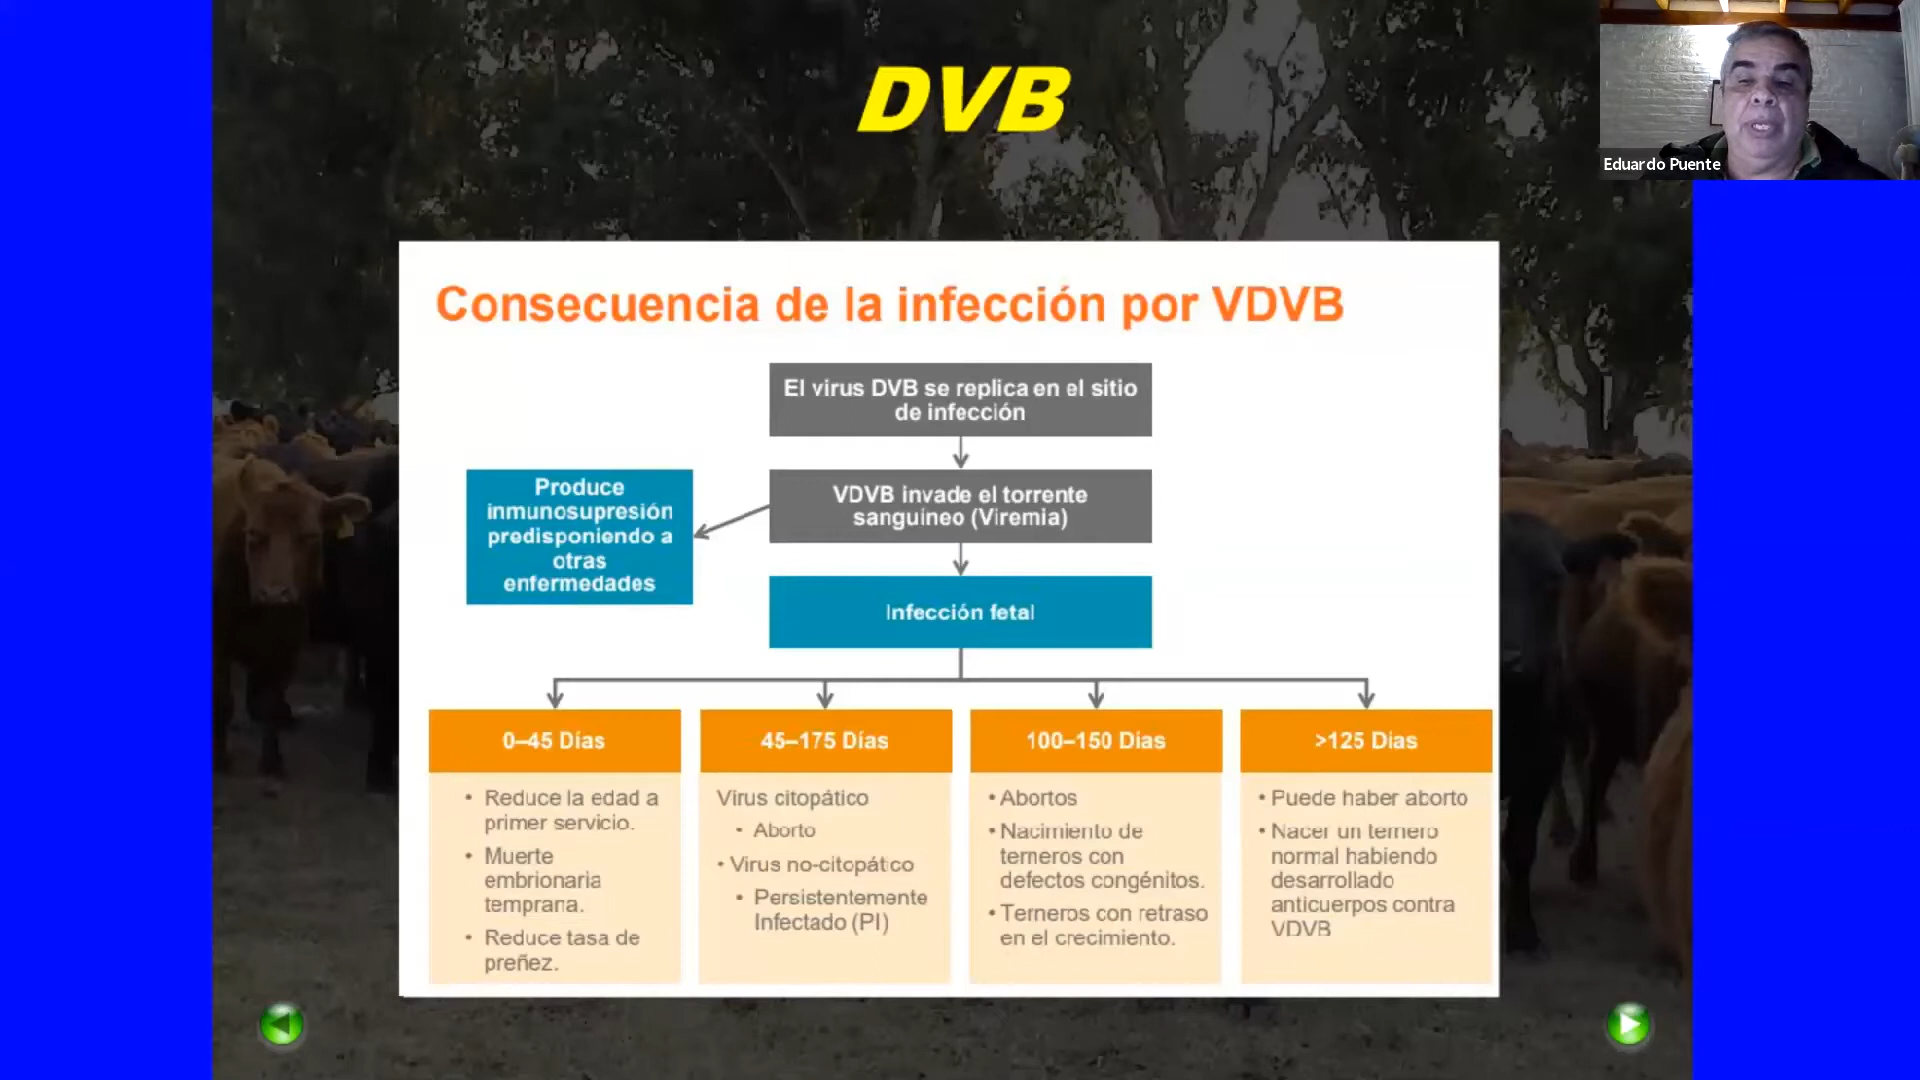 DVB
Eduardo Puente
Consecuencia de la infección por VDVB
El virus DVB se replica en el sitio
de infección
Produce
inmunosupresión
predisponiendo a
otras
enfermedades
VDVB invade el torrente
sanguíneo (Viremia)
Infección fetal
0–45 Días
• Reduce la edad a
primer servicio.
• Muerte
embrionaria
temprana.
• Reduce tasa de
preñez.
45–175 Días
Virus citopático
• Aborto
• Virus no-citopático
• Persistentemente
Infectado (PI)
100–150 Dias
• Abortos
• Nacimiento de
terneros con
defectos congénitos.
• Terneros con retraso
en el crecimiento.
>125 Dias
• Puede haber aborto
• Nacer un ternero
normal habiendo
desarrollado
anticuerpos contra
VDVB